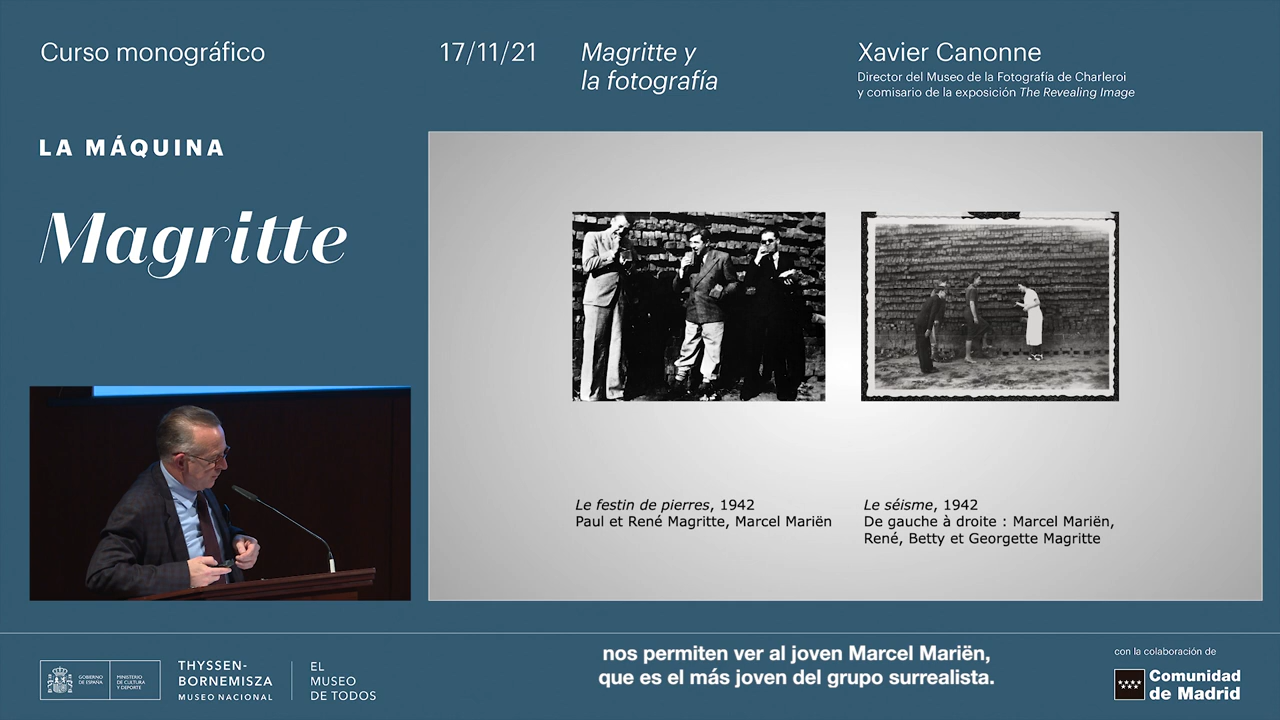 Curso monográfico
17/11/21
Magritte y
la fotografía
Xavier Canonne
Director del Museo de la Fotografía de Charleroi
y comisario de la exposición The Revealing Image
LA MÁQUINA
Magritte
Le festin de pierres, 1942
Paul et René Magritte, Marcel Mariën
Le séisme, 1942
De gauche à droite : Marcel Mariën,
René, Betty et Georgette Magritte
nos permiten ver al joven Marcel Mariën,
que es el más joven del grupo surrealista.
GOBIERNO
DE ESPAÑA
MINISTERIO
DE CULTURA
Y DEPORTE
THYSSEN-
BORNEMISZA
MUSEO NACIONAL
EL
MUSEO
DE TODOS
con la colaboración de
Comunidad
de Madrid